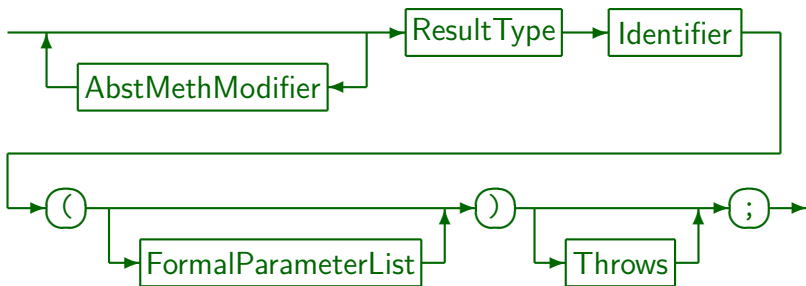 ResultType Identifier
AbstMethModifier
( ) ;
FormalParameterList Throws